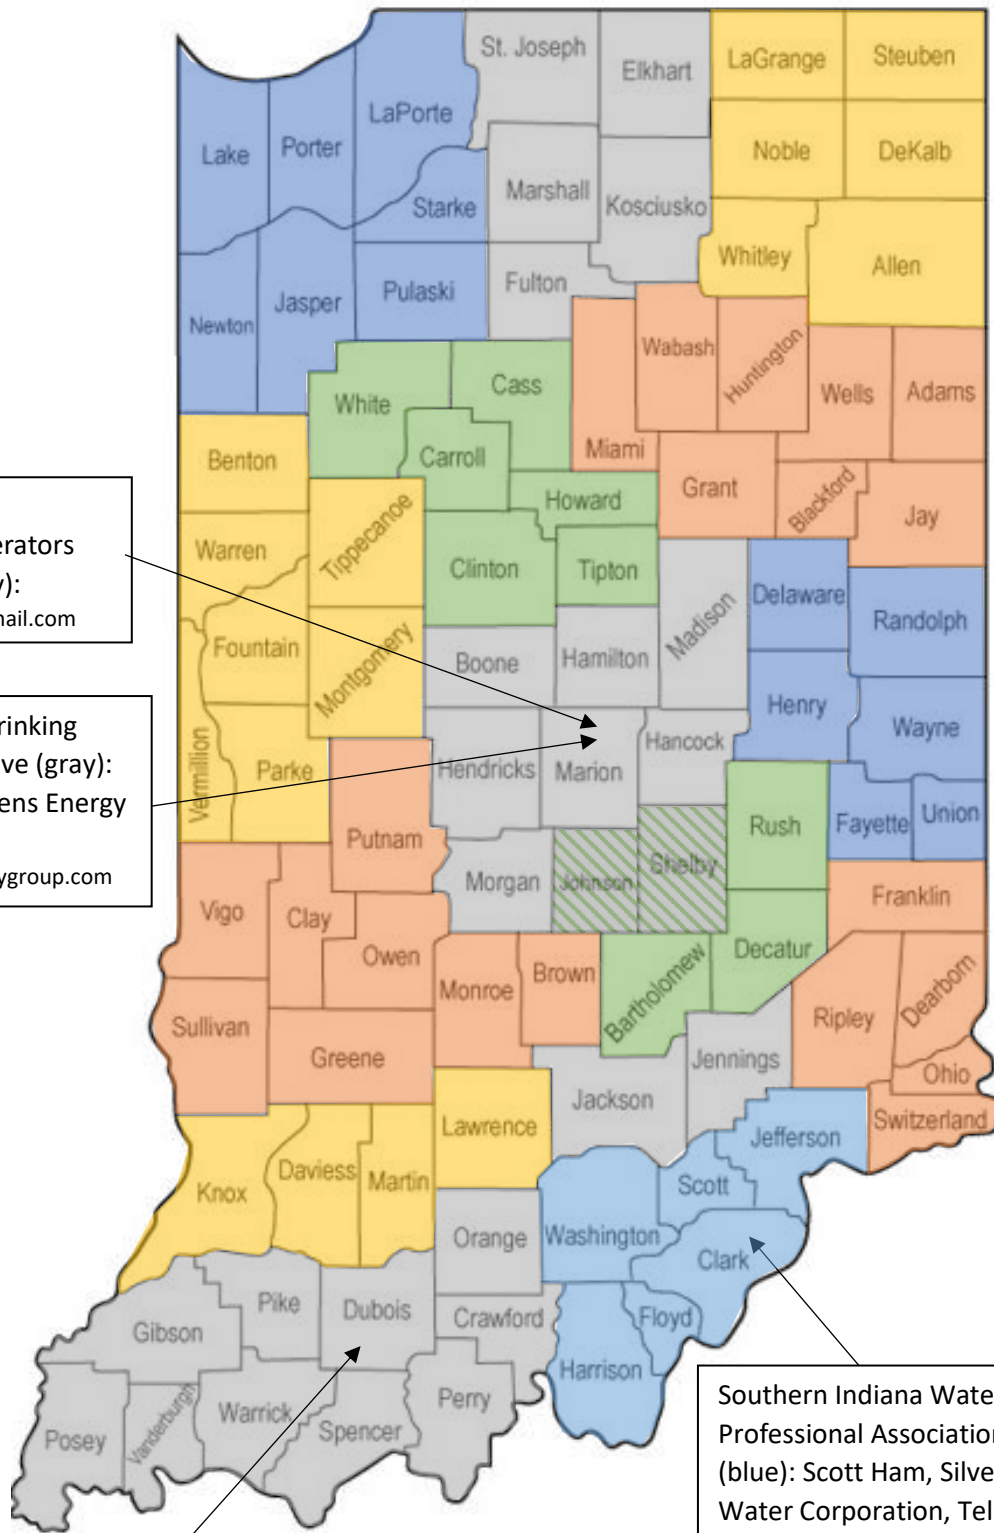 St. Joseph
Elkhart
LaGrange
Steuben
LaPorte
Lake
Porter
Noble
DeKalb
Marshall
Kosciusko
Starke
Whitley
Allen
Newton
Jasper
Pulaski
Fulton
Wabash
Huntington
Wells
Adams
White
Cass
Miami
Benton
Carroll
Grant
Blackford
Jay
Howard
Tippecanoe
Warren
Clinton
Tipton
Delaware
Randolph
Madison
Fountain
Montgomery
Boone
Hamilton
Henry
Wayne
Vermillion
Parke
Hendricks
Marion
Hancock
Putnam
Rush
Fayette
Union
Morgan
Johnson
Shelby
Vigo
Clay
Franklin
Owen
Decatur
Monroe
Brown
Bartholomew
Sullivan
Ripley
Dearborn
Greene
Jennings
Ohio
Jackson
Lawrence
Switzerland
Jefferson
Knox
Daviess
Martin
Scott
Orange
Washington
Clark
Pike
Dubois
Crawford
Floyd
Gibson
Harrison
Perry
Posey
Vanderburgh
Warrick
Spencer
erators
):
ail.com
rinking
ve (gray):
ens Energy
ygroup.com
Southern Indiana Wate
Professional Association
(blue): Scott Ham, Silve
Water Corporation, Tel